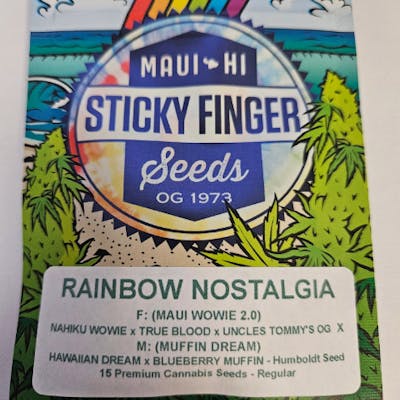 MAUI HI
STICKY FINGER
Seeds
OG 1973
RAINBOW NOSTALGIA
F: (MAUI WOWIE 2.0)
NAHIKU WOWIE x TRUE BLOOD x UNCLES TOMMY'S OG X
M: (MUFFIN DREAM)
HAWAIIAN DREAM x BLUEBERRY MUFFIN - Humboldt Seed
15 Premium Cannabis Seeds - Regular